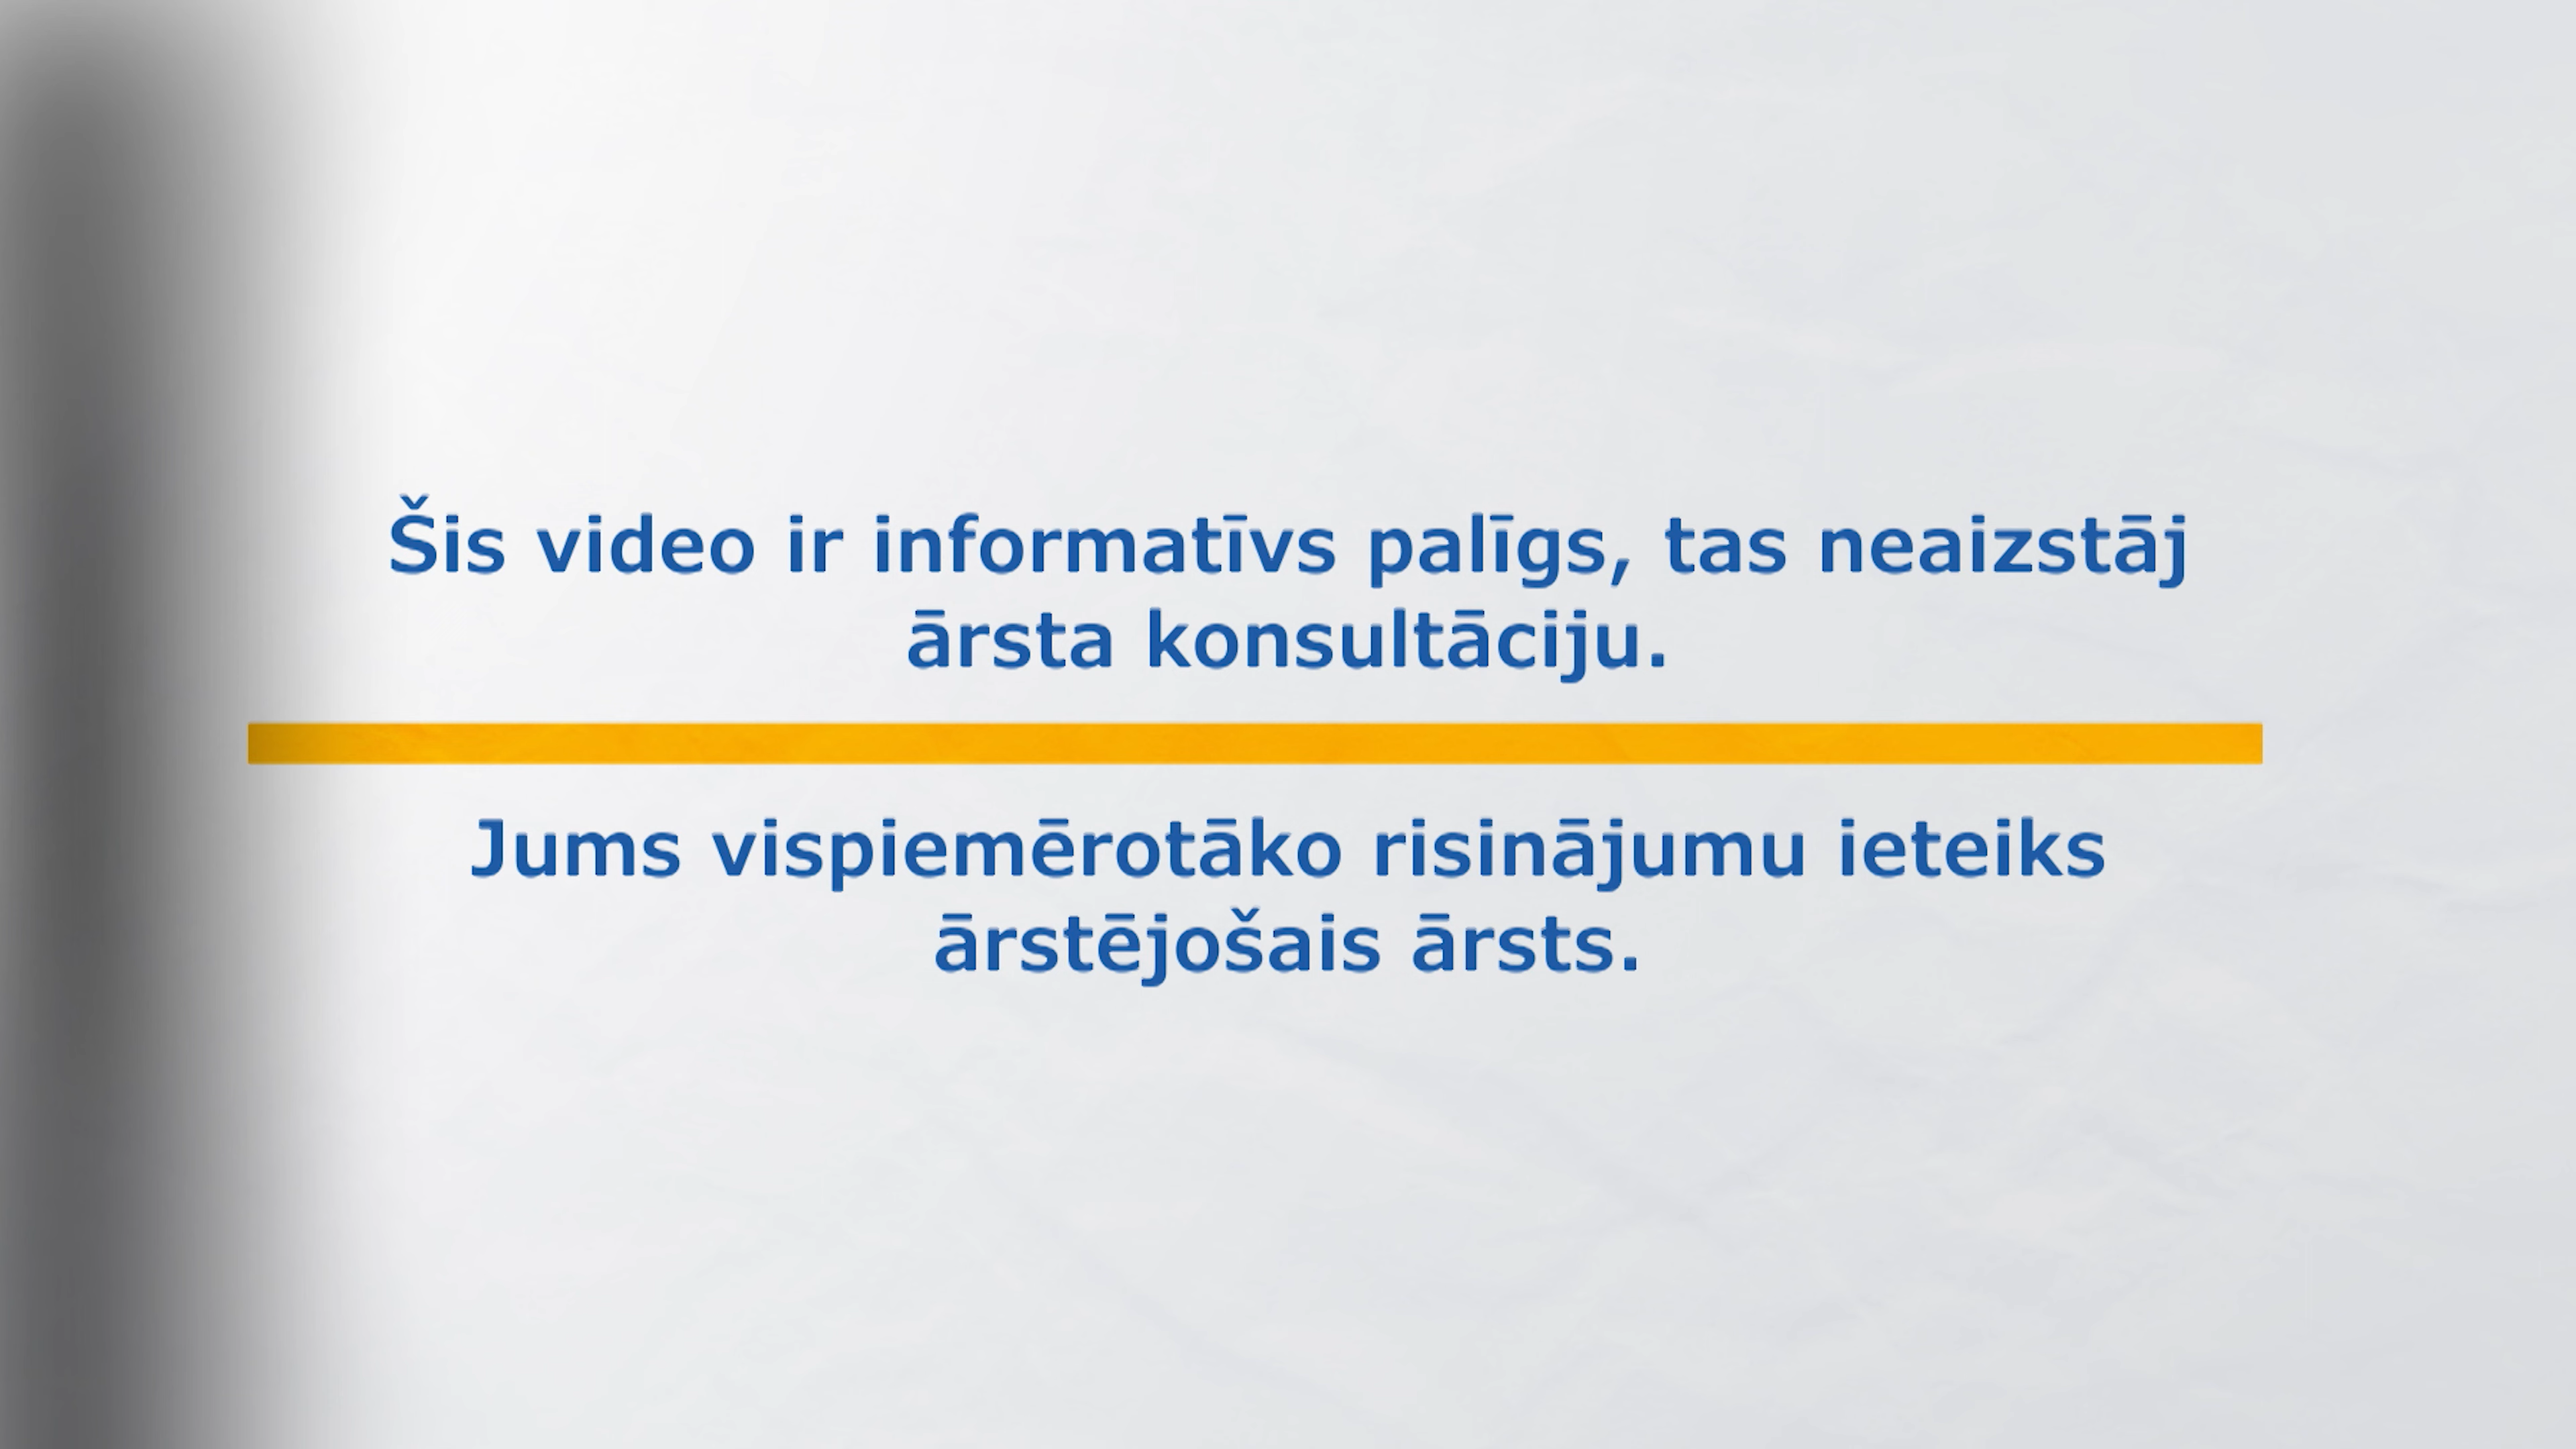 Šis video ir informatīvs palīgs, tas neaizstāj
ārsta konsultāciju.
Jums vispiemērotāko risinājumu ieteiks
ārstējošais ārsts.